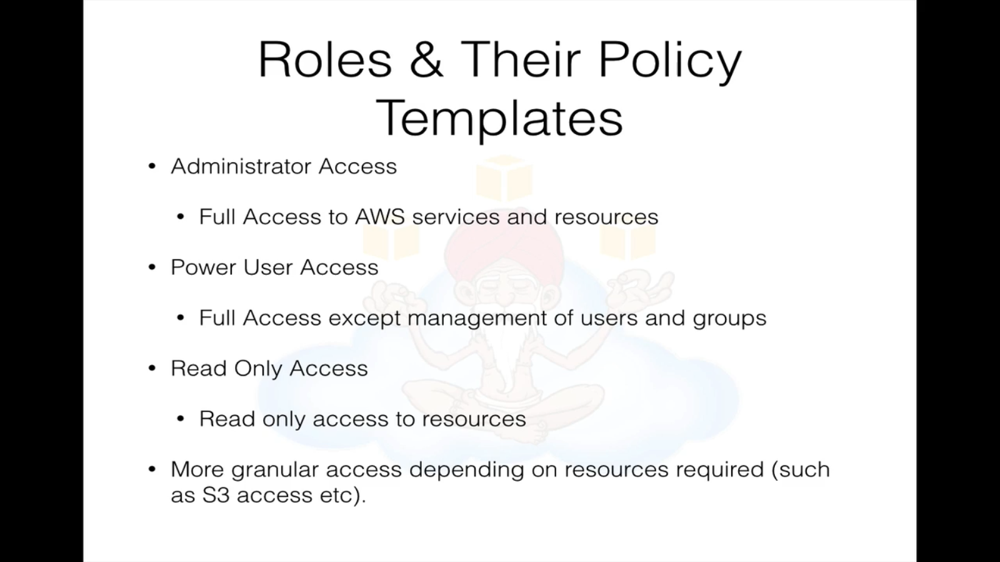 Roles & Their Policy
Templates
• Administrator Access
• Full Access to AWS services and resources
• Power User Access
• Full Access except management of users and groups
• Read Only Access
• Read only access to resources
• More granular access depending on resources required (such
as S3 access etc).